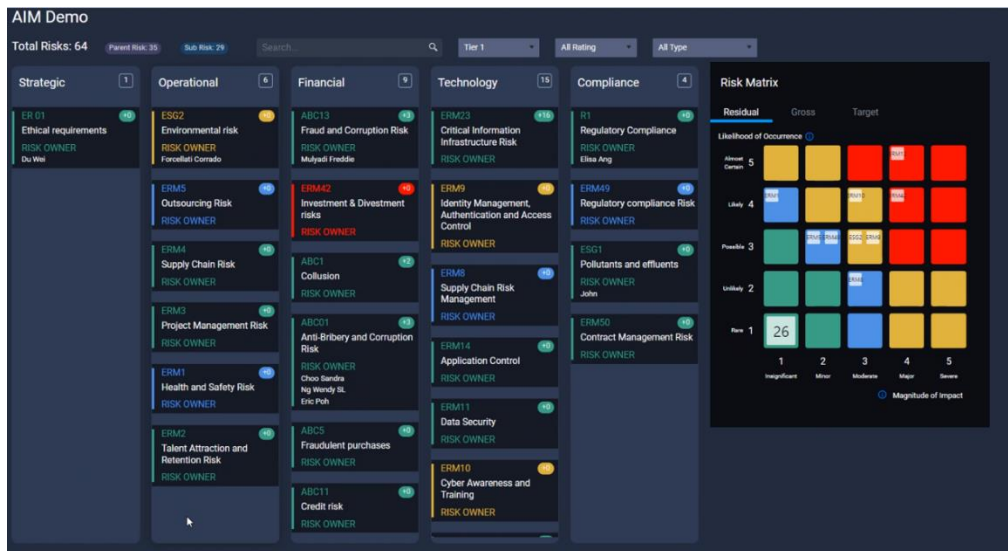 AIM Demo
Total Risks: 64
Parent Risk: 35
Sub Risk: 29
Search...
Tier 1
All Rating
All Type
Strategic
1
ER 01
+0
Ethical requirements
RISK OWNER
Du Wei
Operational
6
ESG2
+0
Environmental risk
RISK OWNER
Forcellati Corrado
ERM5
+0
Outsourcing Risk
RISK OWNER
ERM4
+0
Supply Chain Risk
RISK OWNER
ERM3
+0
Project Management Risk
RISK OWNER
ERM1
+0
Health and Safety Risk
RISK OWNER
ERM2
+0
Talent Attraction and
Retention Risk
RISK OWNER
Financial
9
ABC13
+3
Fraud and Corruption Risk
RISK OWNER
Mulyadi Freddie
ERM42
+0
Investment & Divestment
risks
RISK OWNER
ABC1
+2
Collusion
RISK OWNER
ABC01
+3
Anti-Bribery and Corruption
Risk
RISK OWNER
Choo Sandra
Ng Wendy SL
Eric Poh
ABC5
+0
Fraudulent purchases
RISK OWNER
ABC11
+0
Credit risk
RISK OWNER
Technology
15
ERM23
+16
Critical Information
Infrastructure Risk
RISK OWNER
ERM9
+0
Identity Management,
Authentication and Access
Control
RISK OWNER
ERM8
+0
Supply Chain Risk
Management
RISK OWNER
ERM14
+0
Application Control
RISK OWNER
ERM11
+0
Data Security
RISK OWNER
ERM10
+0
Cyber Awareness and
Training
RISK OWNER
Compliance
4
R1
+0
Regulatory Compliance
RISK OWNER
Elisa Ang
ERM49
+0
Regulatory compliance Risk
RISK OWNER
ESG1
+0
Pollutants and effluents
RISK OWNER
John
ERM50
+0
Contract Management Risk
RISK OWNER
Risk Matrix
Residual
Gross
Target
Likelihood of Occurrence
Almost
Certain 5
Likely 4
Possible 3
Unlikely 2
Rare 1
26
1
2
3
4
5
Insignificant
Minor
Moderate
Major
Severe
Magnitude of Impact